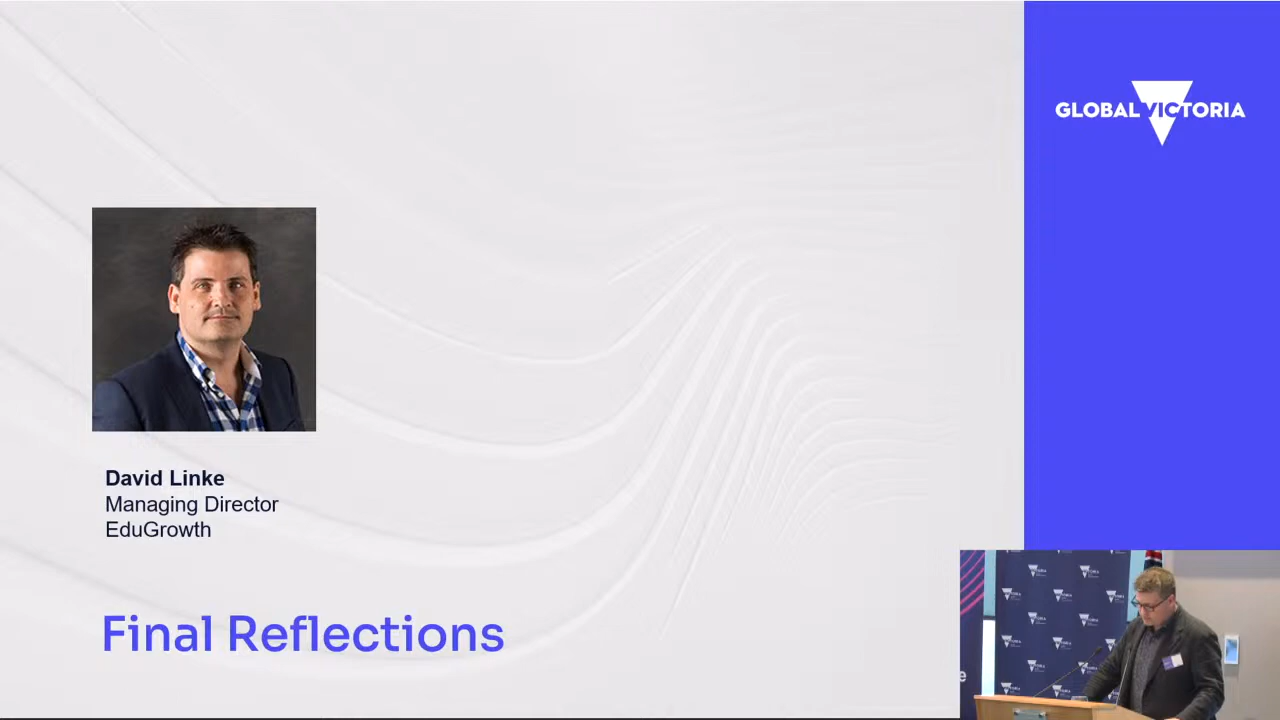 GLOBAL VICTORIA
David Linke
Managing Director
EduGrowth
Final Reflections